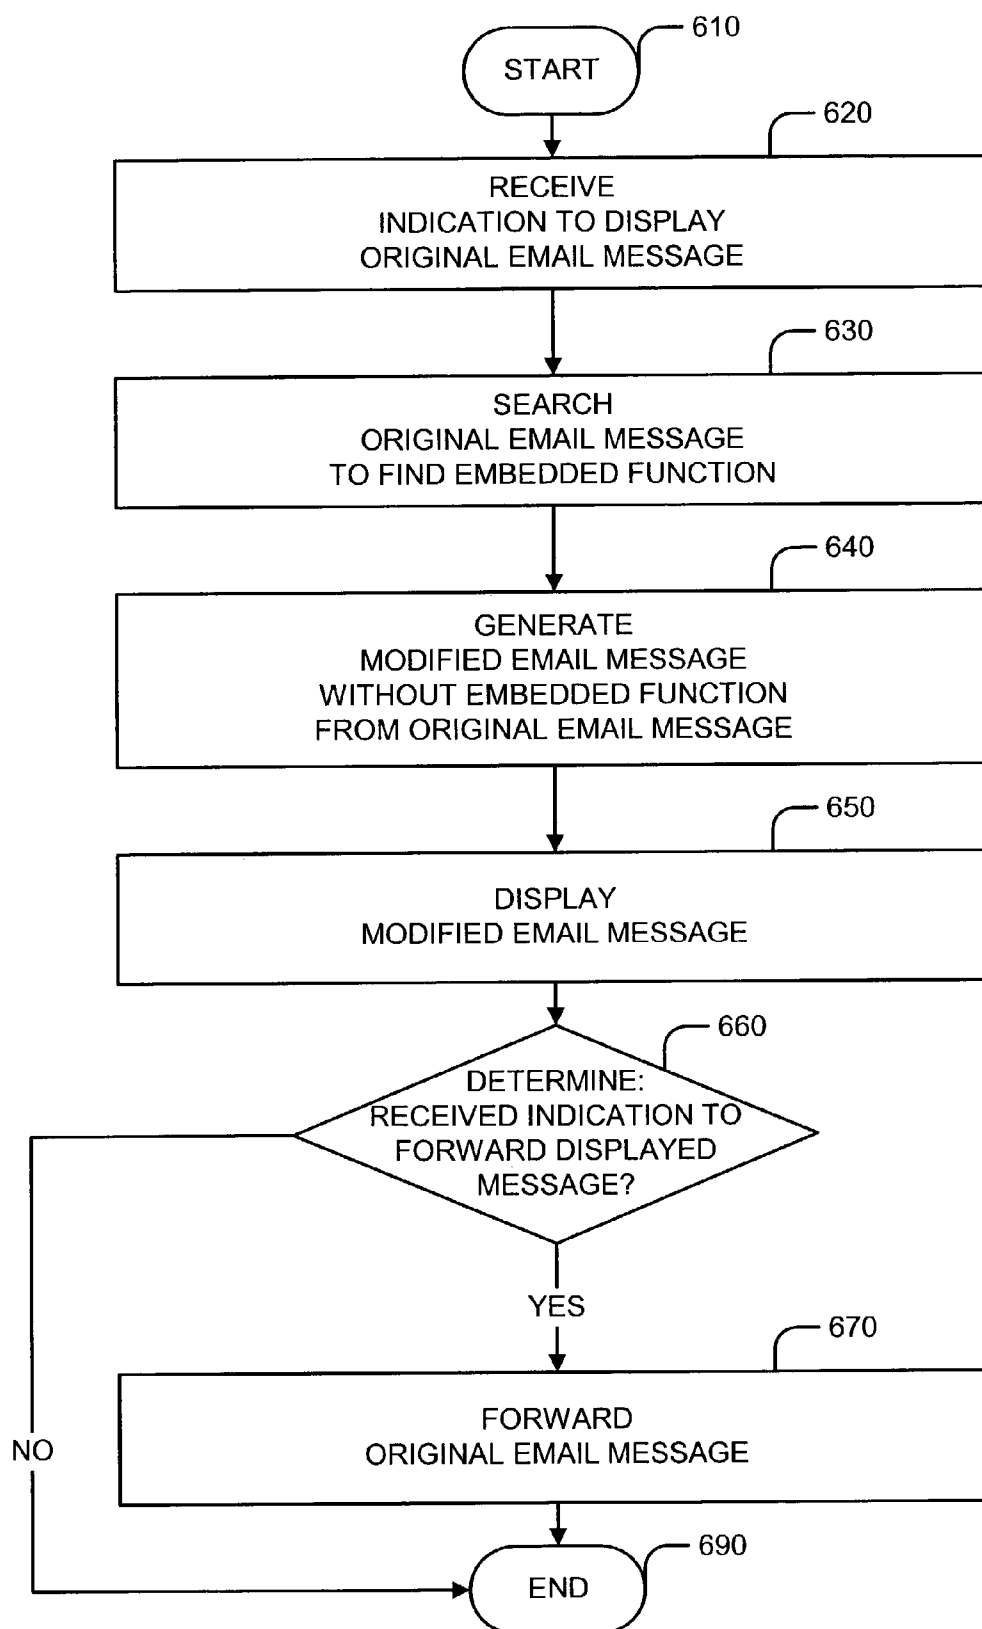 610
START
620
RECEIVE
INDICATION TO DISPLAY
ORIGINAL EMAIL MESSAGE
630
SEARCH
ORIGINAL EMAIL MESSAGE
TO FIND EMBEDDED FUNCTION
640
GENERATE
MODIFIED EMAIL MESSAGE
WITHOUT EMBEDDED FUNCTION
FROM ORIGINAL EMAIL MESSAGE
650
DISPLAY
MODIFIED EMAIL MESSAGE
660
DETERMINE:
RECEIVED INDICATION TO
FORWARD DISPLAYED
MESSAGE?
YES
670
FORWARD
ORIGINAL EMAIL MESSAGE
NO
690
END